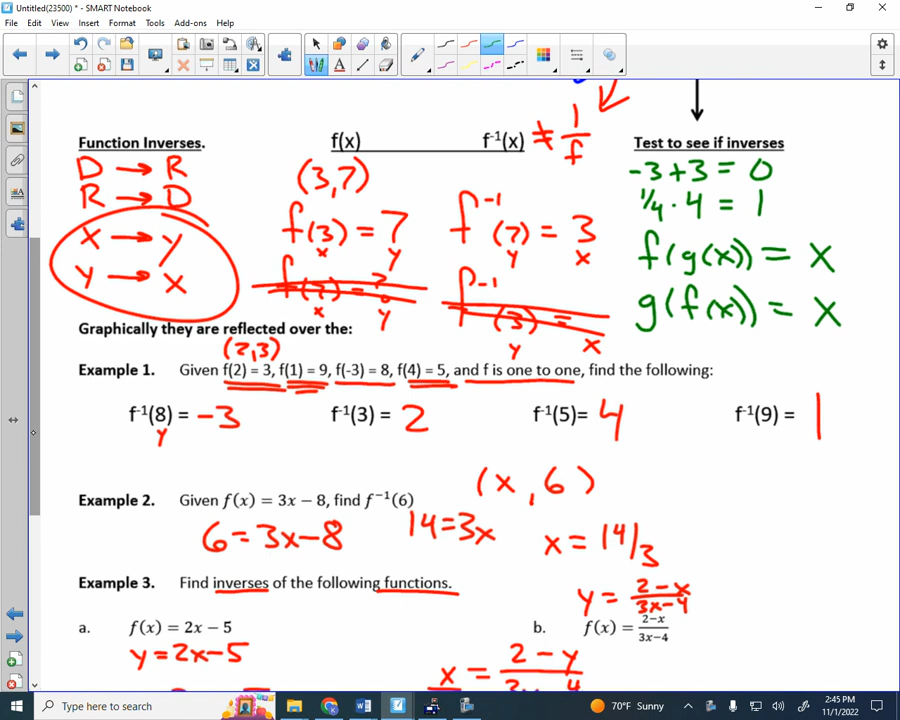 Untitled(23500) * - SMART Notebook
File Edit View Insert Format Tools Add-ons Help
Function Inverses. f(x) f⁻¹(x) ≠ 1/f Test to see if inverses
D → R (3,7) -3+3 = 0
R → D ¼ · 4 = 1
X → Y f(3) = 7 f⁻¹(7) = 3 f(g(x)) = X
x y y x
Y → X g(f(x)) = X
f⁻¹(3) =
x y y x
Graphically they are reflected over the:
(2,3)
Example 1. Given f(2) = 3, f(1) = 9, f(-3) = 8, f(4) = 5, and f is one to one, find the following:
f⁻¹(8) = -3 f⁻¹(3) = 2 f⁻¹(5)= 4 f⁻¹(9) = 1
y
(x, 6)
Example 2. Given f(x) = 3x − 8, find f⁻¹(6)
6 = 3x-8 14=3x x = 14/3
Example 3. Find inverses of the following functions.
y = 2-x/3x-4
a. f(x) = 2x − 5 b. f(x) = 2−x/3x−4
y=2x-5
x = 2-y
Type here to search 70°F Sunny 2:45 PM
11/1/2022